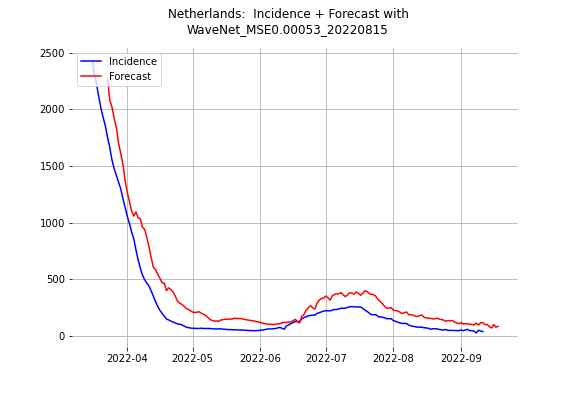 Netherlands:  Incidence + Forecast with
WaveNet_MSE0.00053_20220815
Incidence
Forecast
2500
2000
1500
1000
500
0
2022-04 2022-05 2022-06 2022-07 2022-08 2022-09